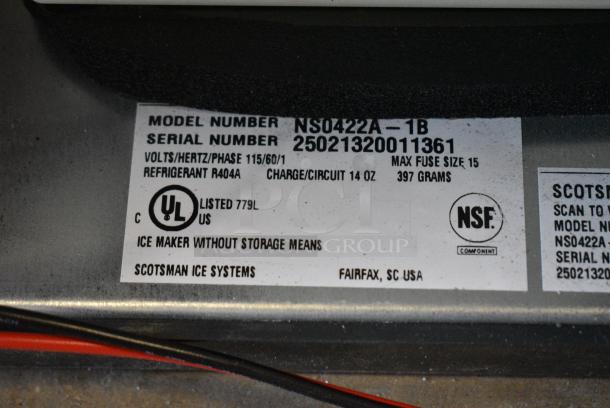 MODEL NUMBER NS0422A-1B
SERIAL NUMBER 25021320011361
VOLTS/HERTZ/PHASE 115/60/1 MAX FUSE SIZE 15
REFRIGERANT R404A CHARGE/CIRCUIT 14 OZ 397 GRAMS
C UL LISTED 779L US
NSF
COMPONENT
ICE MAKER WITHOUT STORAGE MEANS
SCOTSMAN ICE SYSTEMS FAIRFAX, SC USA
PCI
GROUP
SCOTSM
SCAN TO
MODEL N
NS0422A
SERIAL N
2502132